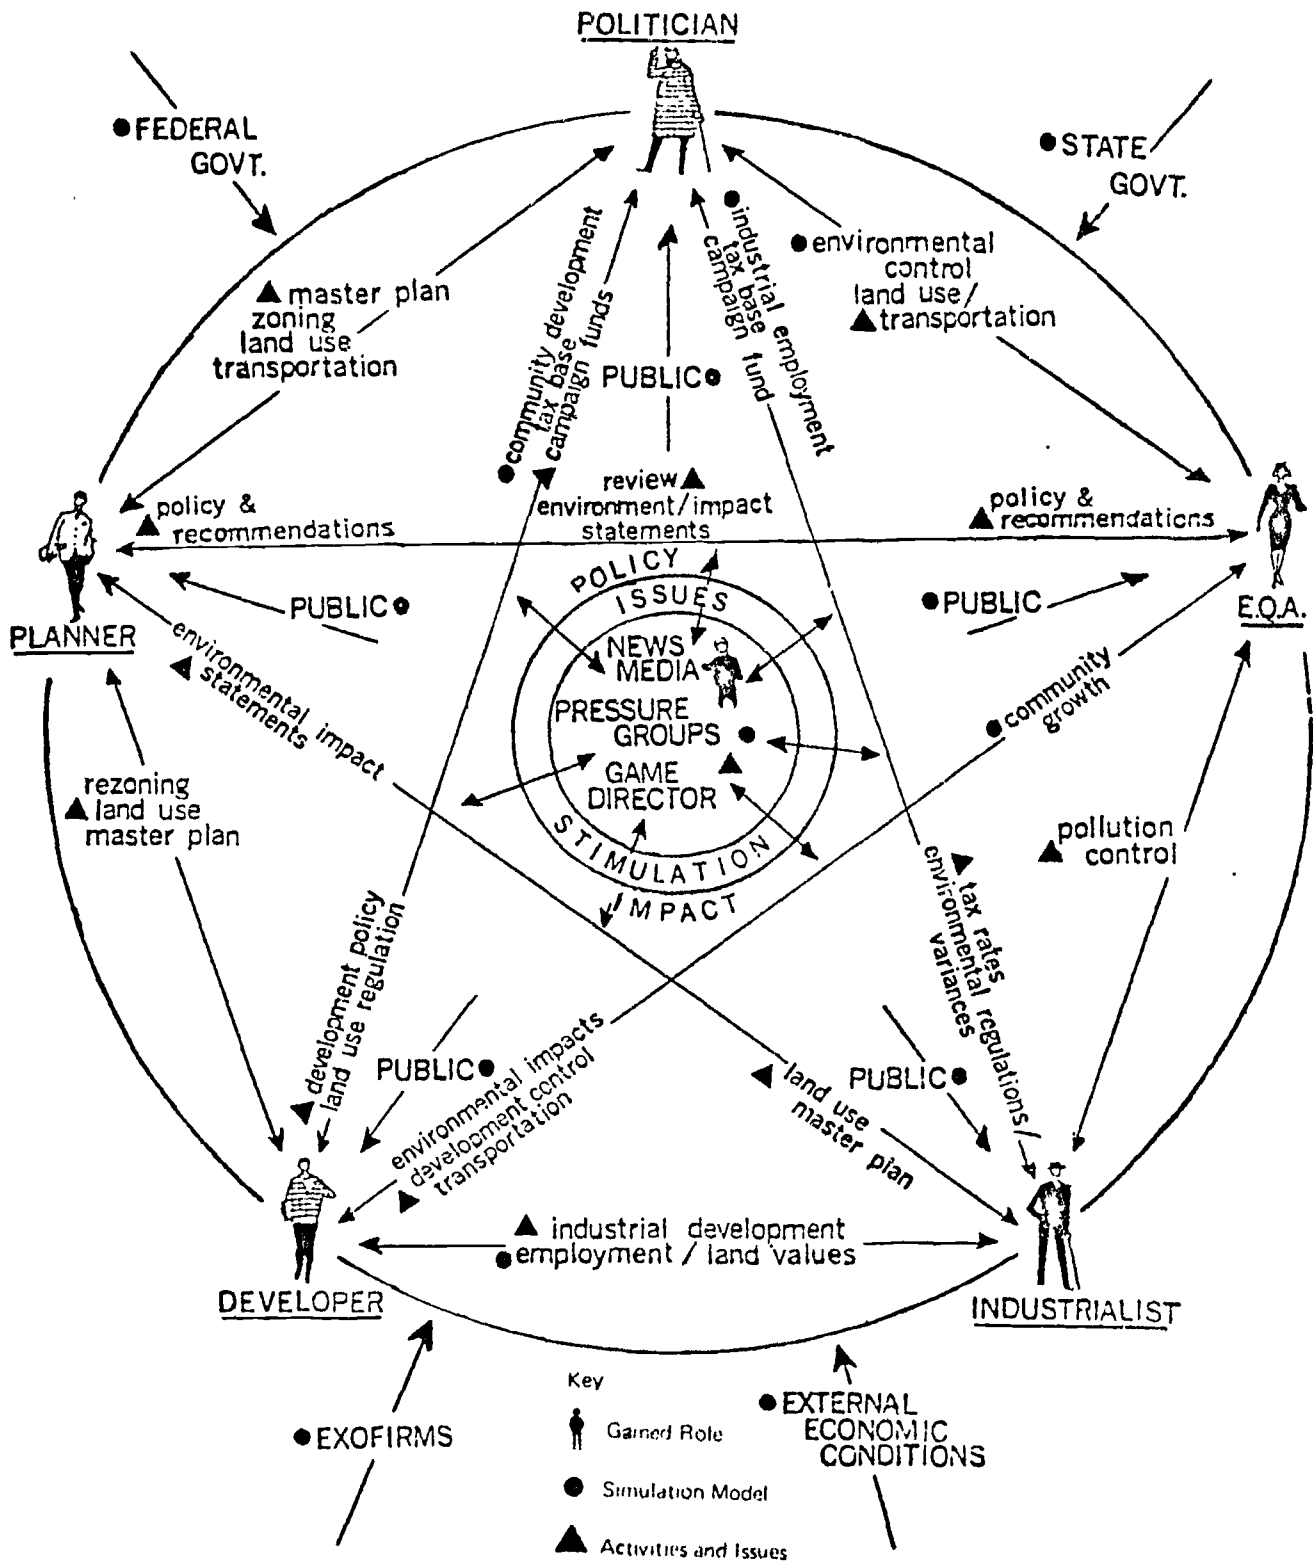 POLITICIAN
FEDERAL
GOVT.
STATE
GOVT.
master plan
zoning
land use
transportation
community development
tax base
campaign funds
PUBLIC
industrial employment
tax base
campaign fund
environmental
control
land use/
transportation
policy &
recommendations
review
environment/impact
statements
policy &
recommendations
PLANNER
PUBLIC
PUBLIC
E.Q.A.
POLICY
ISSUES
NEWS
MEDIA
PRESSURE
GROUPS
GAME
DIRECTOR
STIMULATION
IMPACT
environmental impact
statements
community
growth
rezoning
land use
master plan
pollution
control
development policy
land use regulation
tax rates
environmental regulations/
variances
PUBLIC
environmental impacts
development control
transportation
land use
master plan
PUBLIC
industrial development
employment / land values
DEVELOPER
INDUSTRIALIST
EXOFIRMS
EXTERNAL
ECONOMIC
CONDITIONS
Key
Gamed Role
Simulation Model
Activities and Issues